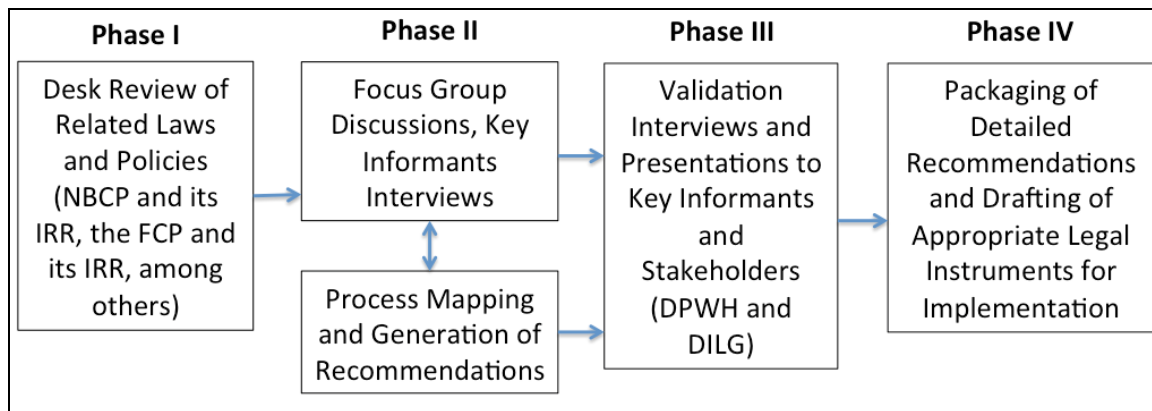 Phase I
Desk Review of
Related Laws
and Policies
(NBCP and its
IRR, the FCP and
its IRR, among
others)
Phase II
Focus Group
Discussions, Key
Informants
Interviews
Process Mapping
and Generation of
Recommendations
Phase III
Validation
Interviews and
Presentations to
Key Informants
and
Stakeholders
(DPWH and
DILG)
Phase IV
Packaging of
Detailed
Recommendations
and Drafting of
Appropriate Legal
Instruments for
Implementation